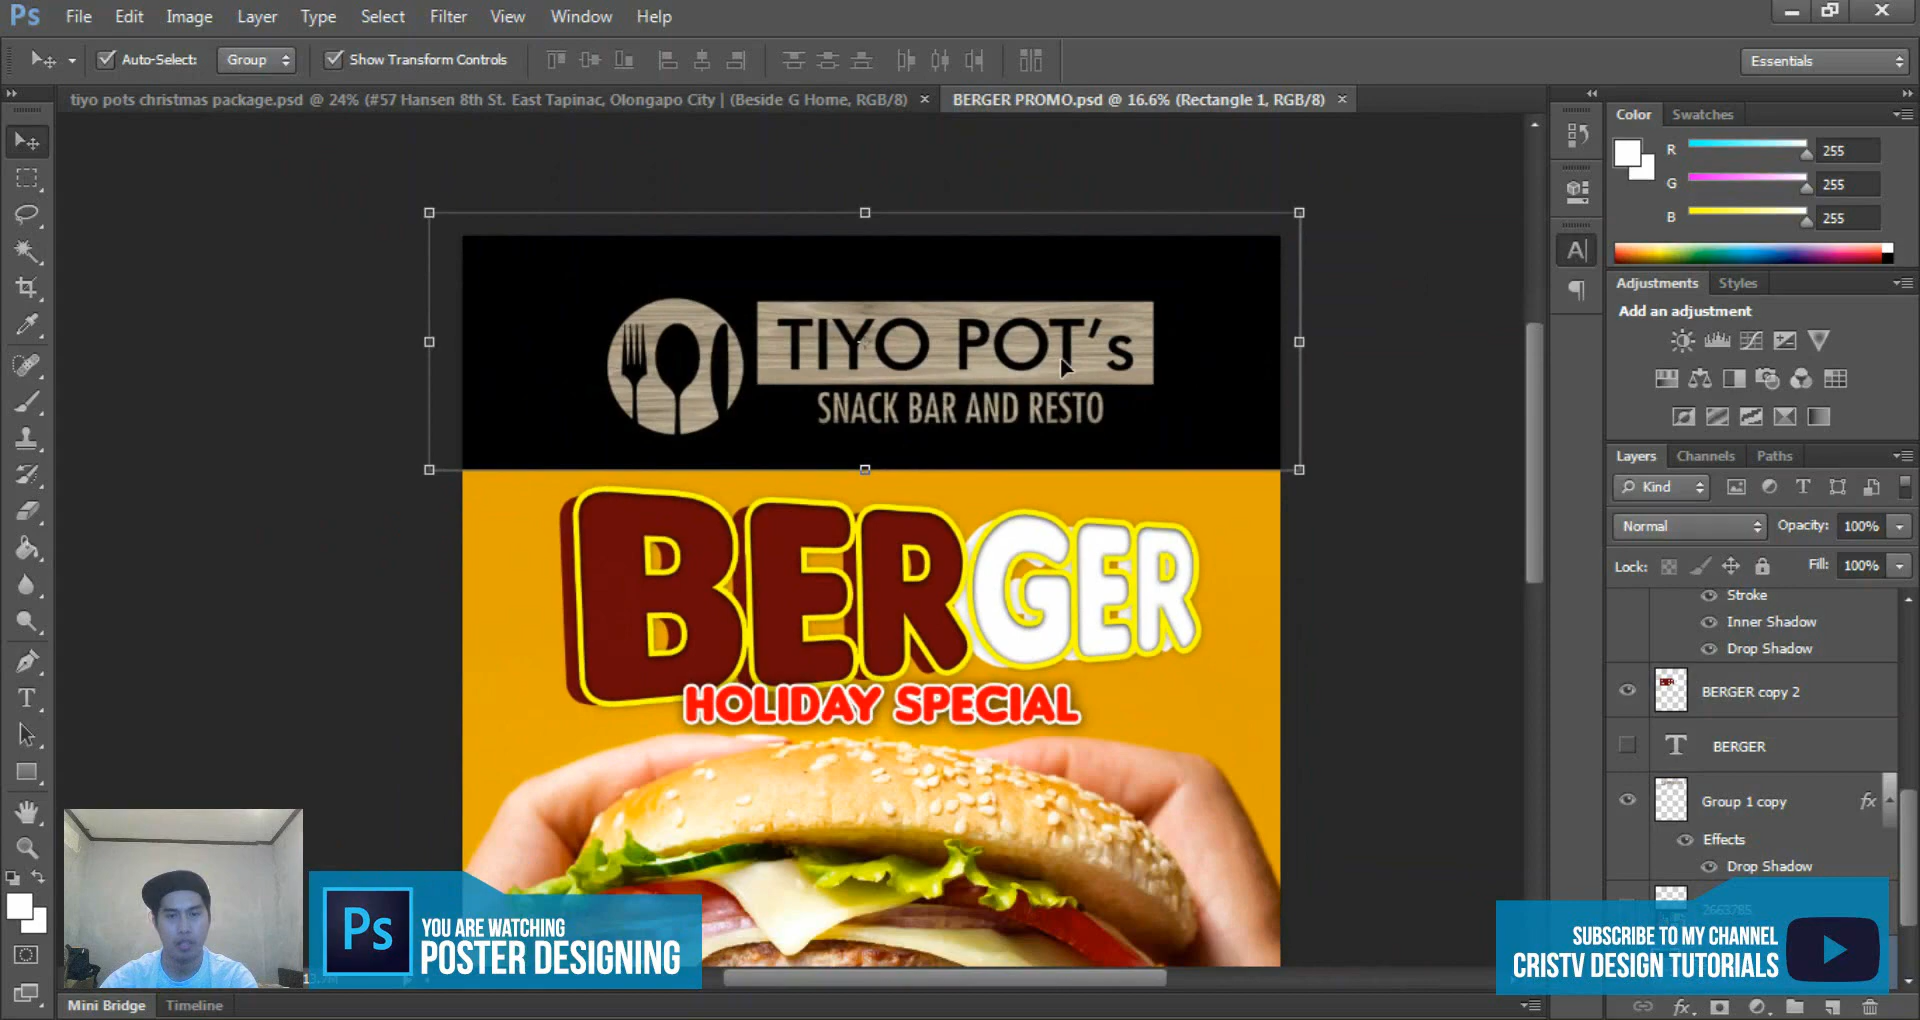 Ps File Edit Image Layer Type Select Filter View Window Help
Auto-Select: Group Show Transform Controls Essentials
tiyo pots christmas package.psd @ 24% (#57 Hansen 8th St. East Tapinac, Olongapo City | (Beside G Home, RGB/8) × BERGER PROMO.psd @ 16.6% (Rectangle 1, RGB/8) ×
Color Swatches
R 255
G 255
B 255
Adjustments Styles
Add an adjustment
TIYO POT's
SNACK BAR AND RESTO
BERGER
HOLIDAY SPECIAL
Layers Channels Paths
Kind
Normal Opacity: 100%
Lock: Fill: 100%
Stroke
Inner Shadow
Drop Shadow
BERGER copy 2
BERGER
Group 1 copy fx
Effects
Drop Shadow
2663785
Ps
YOU ARE WATCHING
POSTER DESIGNING
SUBSCRIBE TO MY CHANNEL
CRISTV DESIGN TUTORIALS
Mini Bridge Timeline